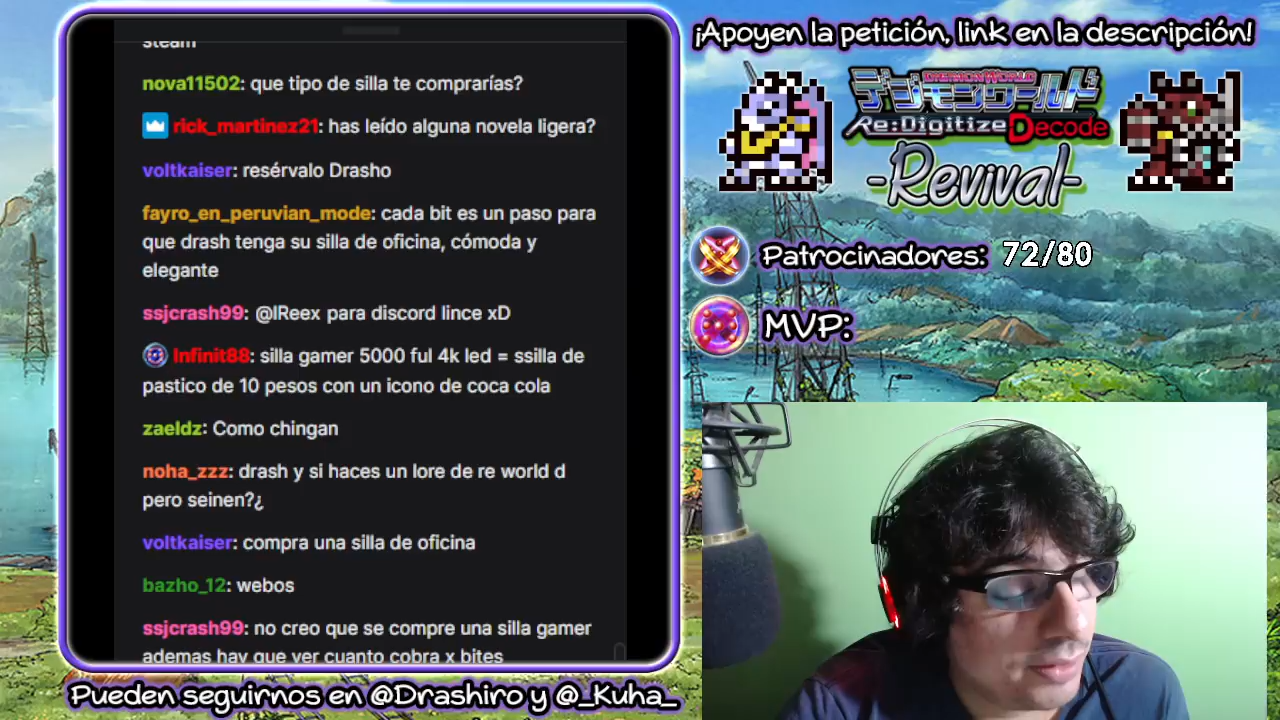 steam
nova11502: que tipo de silla te comprarías?
rick_martinez21: has leído alguna novela ligera?
voltkaiser: resérvalo Drasho
fayro_en_peruvian_mode: cada bit es un paso para
que drash tenga su silla de oficina, cómoda y
elegante
ssjcrash99: @IReex para discord lince xD
Infinit88: silla gamer 5000 ful 4k led = ssilla de
pastico de 10 pesos con un icono de coca cola
zaeldz: Como chingan
noha_zzz: drash y si haces un lore de re world d
pero seinen?¿
voltkaiser: compra una silla de oficina
bazho_12: webos
ssjcrash99: no creo que se compre una silla gamer
ademas hay que ver cuanto cobra x bites
Pueden seguirnos en @Drashiro y @_Kuha_
¡Apoyen la petición, link en la descripción!
DIGIMON WORLD
デジモンワールド
Re:Digitize Decode
-Revival-
Patrocinadores: 72/80
MVP: